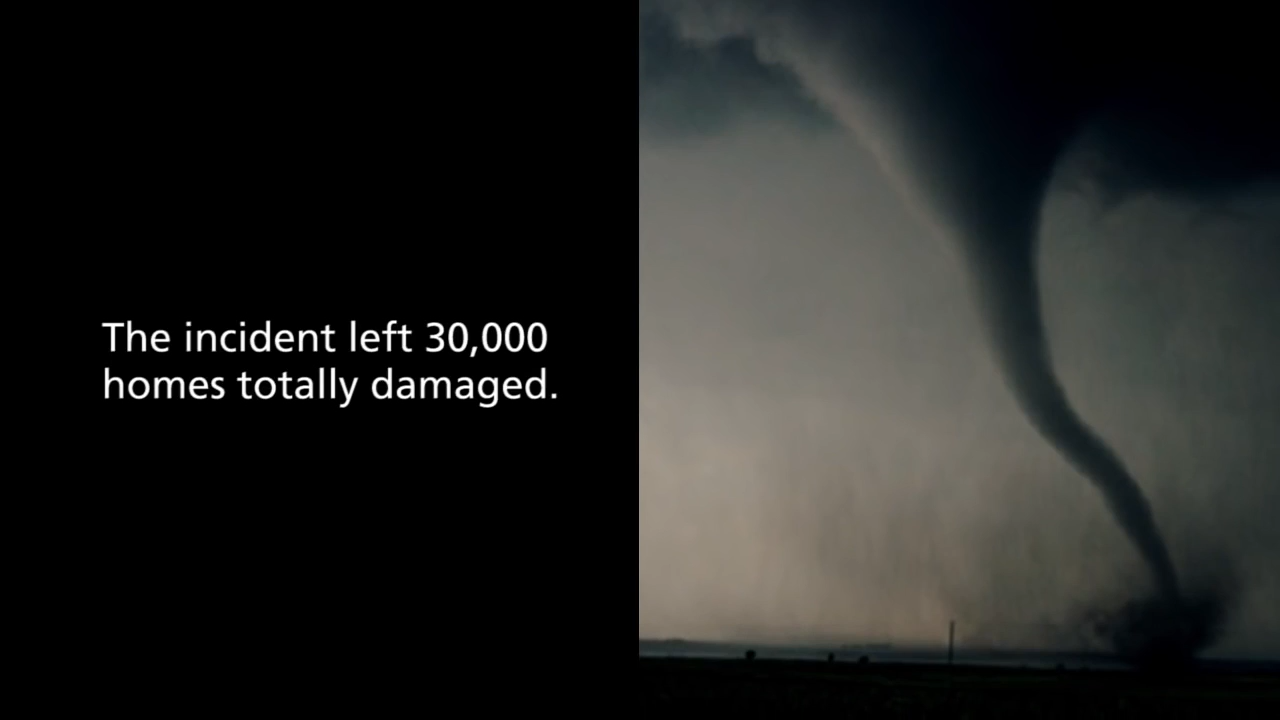 The incident left 30,000
homes totally damaged.